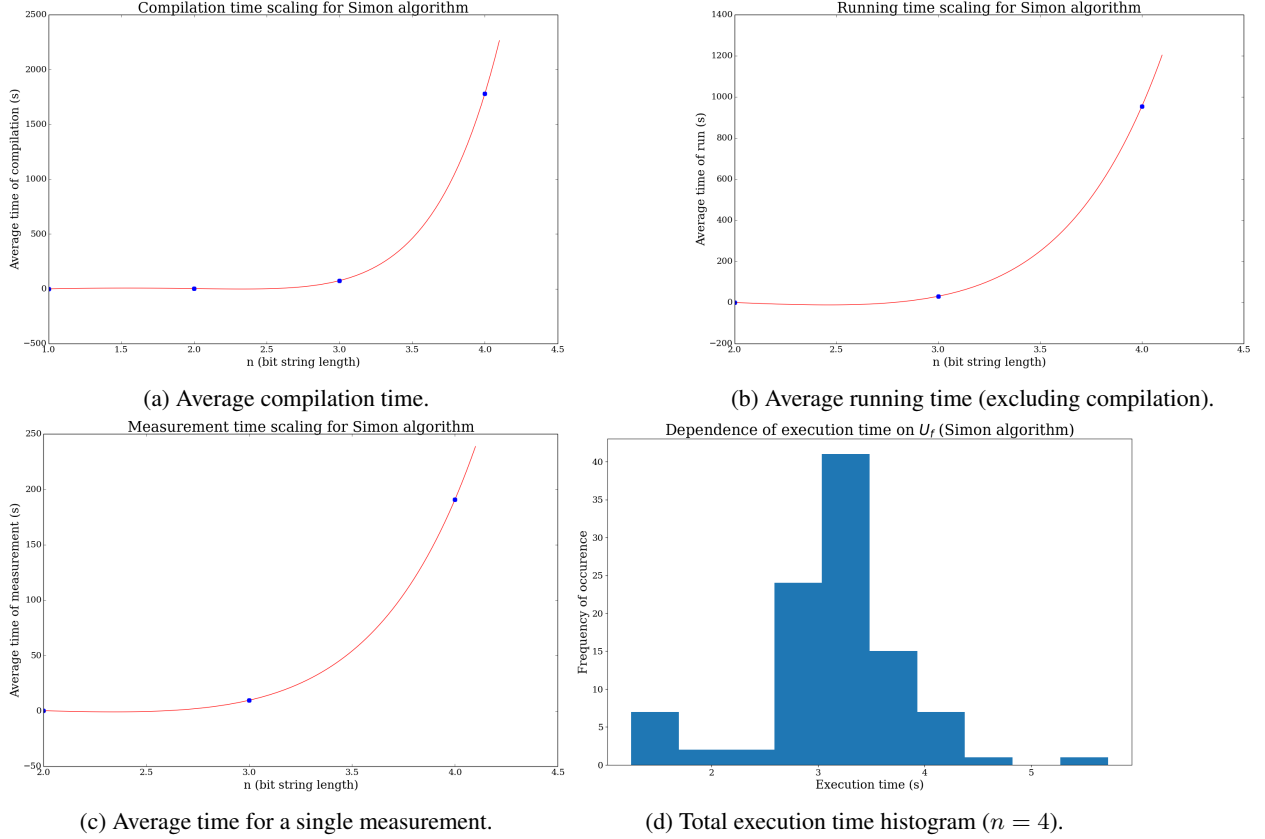 Compilation time scaling for Simon algorithm
2500
2000
1500
1000
500
0
−500
Average time of compilation (s)
1.0 1.5 2.0 2.5 3.0 3.5 4.0 4.5
n (bit string length)
(a) Average compilation time.
Running time scaling for Simon algorithm
1400
1200
1000
800
600
400
200
0
−200
Average time of run (s)
2.0 2.5 3.0 3.5 4.0 4.5
n (bit string length)
(b) Average running time (excluding compilation).
Measurement time scaling for Simon algorithm
250
200
150
100
50
0
−50
Average time of measurement (s)
2.0 2.5 3.0 3.5 4.0 4.5
n (bit string length)
(c) Average time for a single measurement.
Dependence of execution time on U_f (Simon algorithm)
40
35
30
25
20
15
10
5
0
Frequency of occurence
2 3 4 5
Execution time (s)
(d) Total execution time histogram (n = 4).